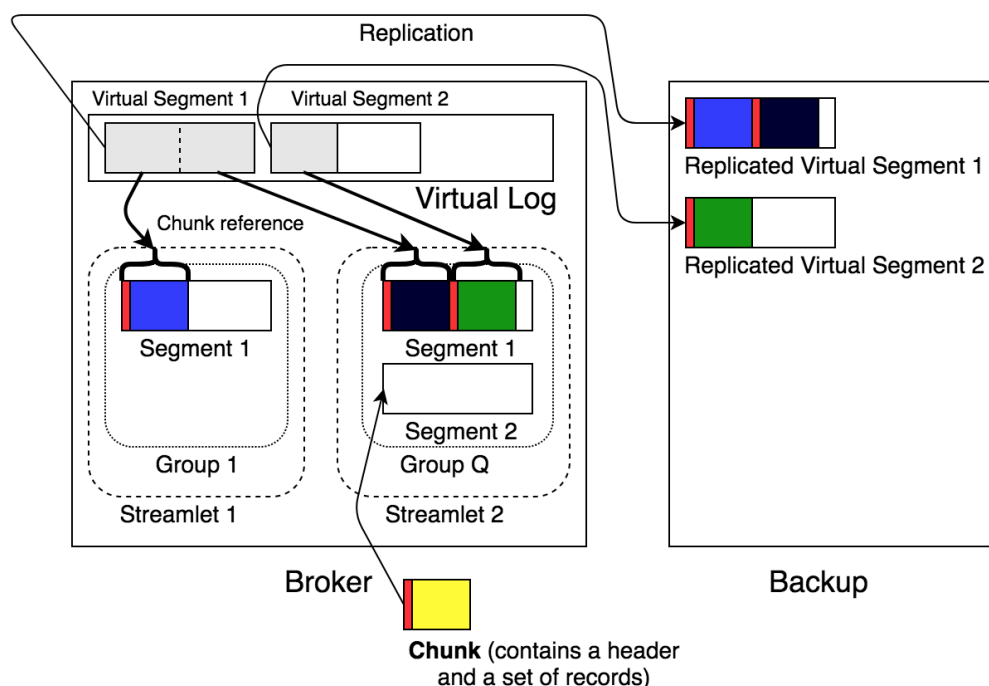 Replication
Virtual Segment 1
Virtual Segment 2
Virtual Log
Chunk reference
Segment 1
Group 1
Streamlet 1
Segment 1
Segment 2
Group Q
Streamlet 2
Broker
Replicated Virtual Segment 1
Replicated Virtual Segment 2
Backup
Chunk (contains a header
and a set of records)